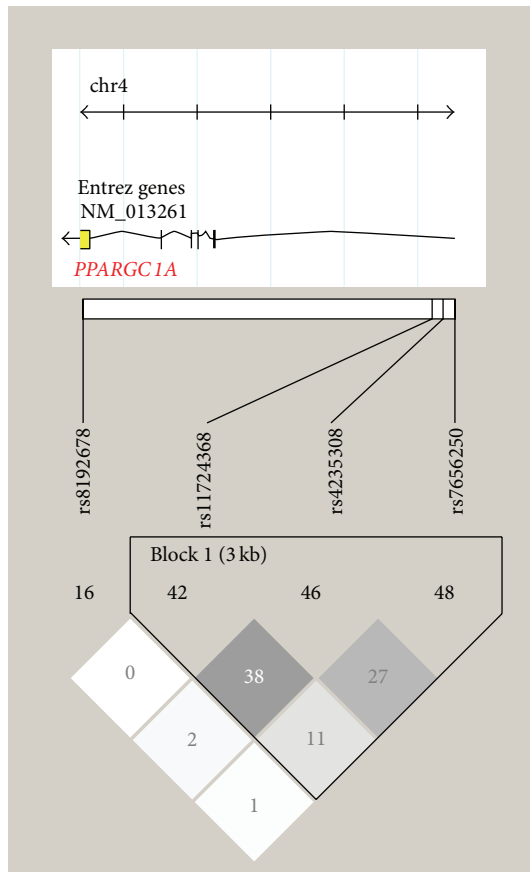 chr4
Entrez genes
NM_013261
PPARGC1A
rs8192678
rs11724368
rs4235308
rs7656250
Block 1 (3 kb)
16 42 46 48
0 38 27
2 11
1